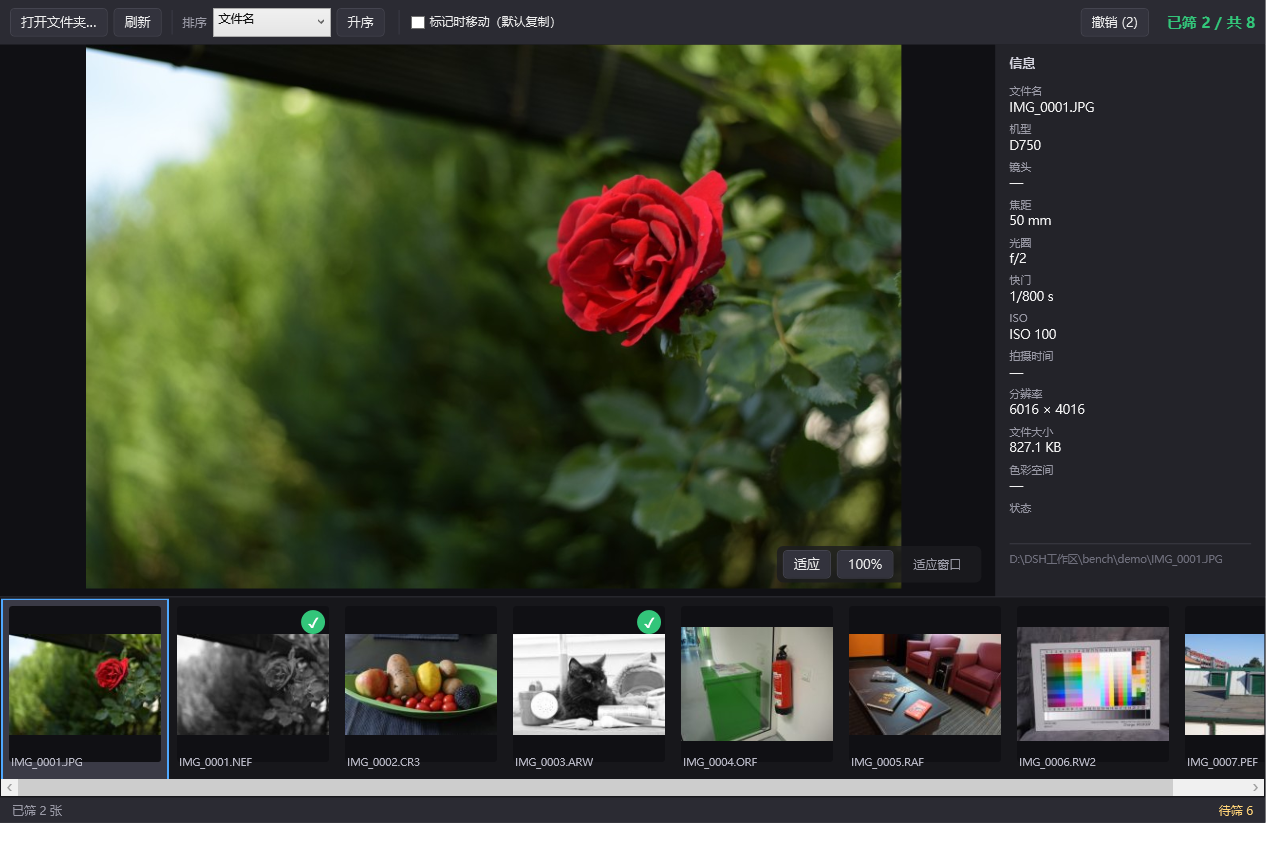 打开文件夹... 刷新 排序 文件名 升序 标记时移动（默认复制） 撤销 (2) 已筛 2 / 共 8
信息
文件名
IMG_0001.JPG
机型
D750
镜头
—
焦距
50 mm
光圈
f/2
快门
1/800 s
ISO
ISO 100
拍摄时间
—
分辨率
6016 × 4016
文件大小
827.1 KB
色彩空间
—
状态
D:\DSH工作区\bench\demo\IMG_0001.JPG
适应 100% 适应窗口
IMG_0001.JPG IMG_0001.NEF IMG_0002.CR3 IMG_0003.ARW IMG_0004.ORF IMG_0005.RAF IMG_0006.RW2 IMG_0007.PEF
已筛 2 张 待筛 6